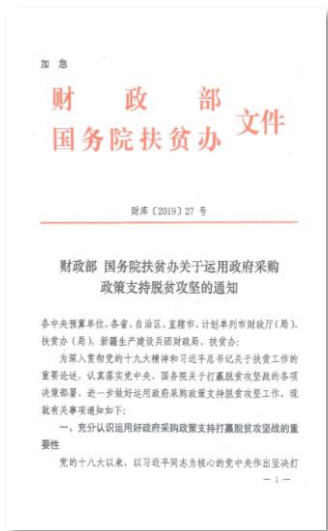 加 急
财 政 部
国务院扶贫办
文件
财库〔2019〕27 号
财政部 国务院扶贫办关于运用政府采购
政策支持脱贫攻坚的通知
各中央预算单位，各省、自治区、直辖市、计划单列市财政厅（局）、
扶贫办（局），新疆生产建设兵团财政局、扶贫办：
为深入贯彻党的十九大精神和习近平总书记关于扶贫工作的
重要论述，认真落实党中央、国务院关于打赢脱贫攻坚战的各项
决策部署，进一步做好运用政府采购政策支持脱贫攻坚工作，现
就有关事项通知如下：
一、充分认识运用好政府采购政策支持打赢脱贫攻坚战的重
要性
党的十八大以来，以习近平同志为核心的党中央作出坚决打
— 1 —